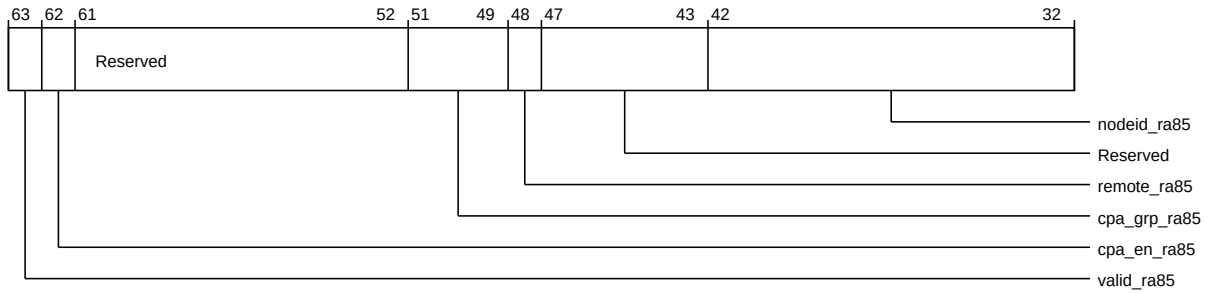 63 62 61 52 51 49 48 47 43 42 32
Reserved
nodeid_ra85
Reserved
remote_ra85
cpa_grp_ra85
cpa_en_ra85
valid_ra85